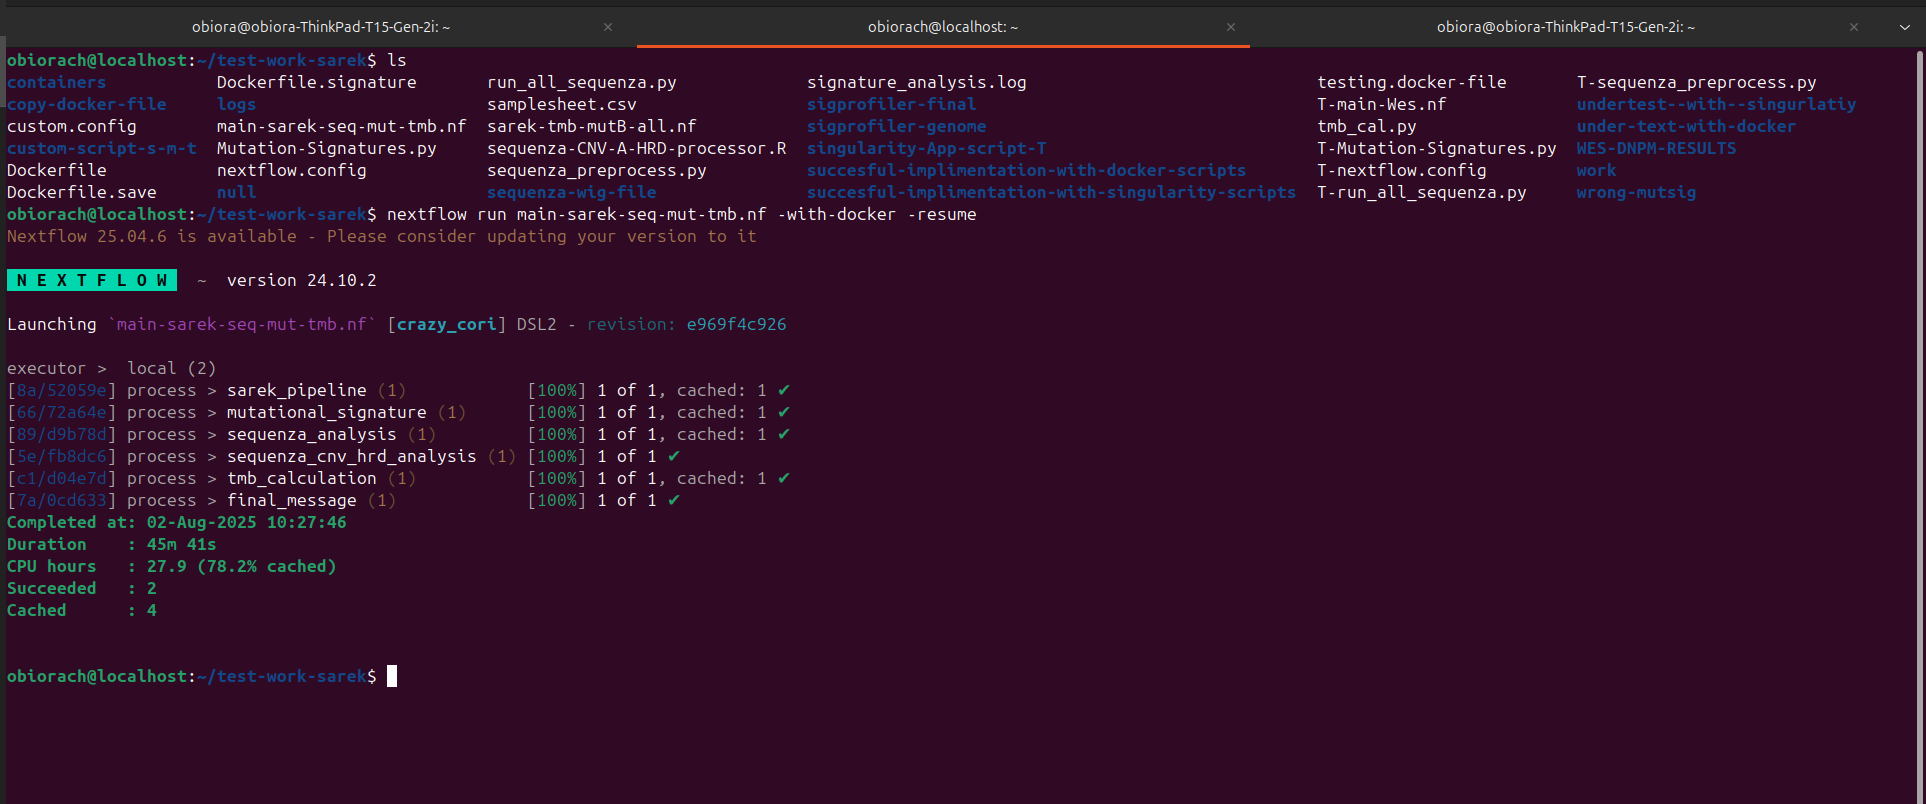 obiora@obiora-ThinkPad-T15-Gen-2i: ~ × obiorach@localhost: ~ × obiora@obiora-ThinkPad-T15-Gen-2i: ~ ×
obiorach@localhost:~/test-work-sarek$ ls
containers Dockerfile.signature run_all_sequenza.py signature_analysis.log testing.docker-file T-sequenza_preprocess.py
copy-docker-file logs samplesheet.csv sigprofiler-final T-main-Wes.nf undertest--with--singurlatiy
custom.config main-sarek-seq-mut-tmb.nf sarek-tmb-mutB-all.nf sigprofiler-genome tmb_cal.py under-text-with-docker
custom-script-s-m-t Mutation-Signatures.py sequenza-CNV-A-HRD-processor.R singularity-App-script-T T-Mutation-Signatures.py WES-DNPM-RESULTS
Dockerfile nextflow.config sequenza_preprocess.py succesful-implimentation-with-docker-scripts T-nextflow.config work
Dockerfile.save null sequenza-wig-file succesful-implimentation-with-singularity-scripts T-run_all_sequenza.py wrong-mutsig
obiorach@localhost:~/test-work-sarek$ nextflow run main-sarek-seq-mut-tmb.nf -with-docker -resume
Nextflow 25.04.6 is available - Please consider updating your version to it
N E X T F L O W ~ version 24.10.2
Launching `main-sarek-seq-mut-tmb.nf` [crazy_cori] DSL2 - revision: e969f4c926
executor > local (2)
[8a/52059e] process > sarek_pipeline (1) [100%] 1 of 1, cached: 1 ✔
[66/72a64e] process > mutational_signature (1) [100%] 1 of 1, cached: 1 ✔
[89/d9b78d] process > sequenza_analysis (1) [100%] 1 of 1, cached: 1 ✔
[5e/fb8dc6] process > sequenza_cnv_hrd_analysis (1) [100%] 1 of 1 ✔
[c1/d04e7d] process > tmb_calculation (1) [100%] 1 of 1, cached: 1 ✔
[7a/0cd633] process > final_message (1) [100%] 1 of 1 ✔
Completed at: 02-Aug-2025 10:27:46
Duration : 45m 41s
CPU hours : 27.9 (78.2% cached)
Succeeded : 2
Cached : 4
obiorach@localhost:~/test-work-sarek$